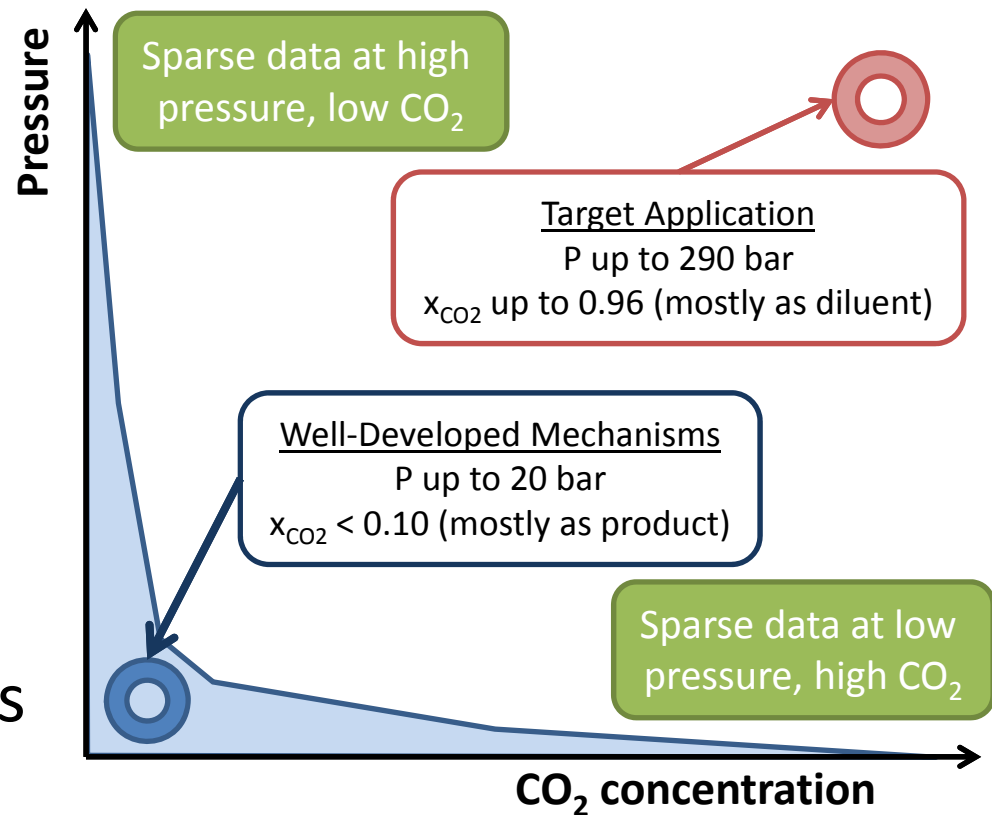 Pressure
Sparse data at high
pressure, low CO₂
Target Application
P up to 290 bar
x_CO2 up to 0.96 (mostly as diluent)
Well-Developed Mechanisms
P up to 20 bar
x_CO2 < 0.10 (mostly as product)
Sparse data at low
pressure, high CO₂
s
CO₂ concentration